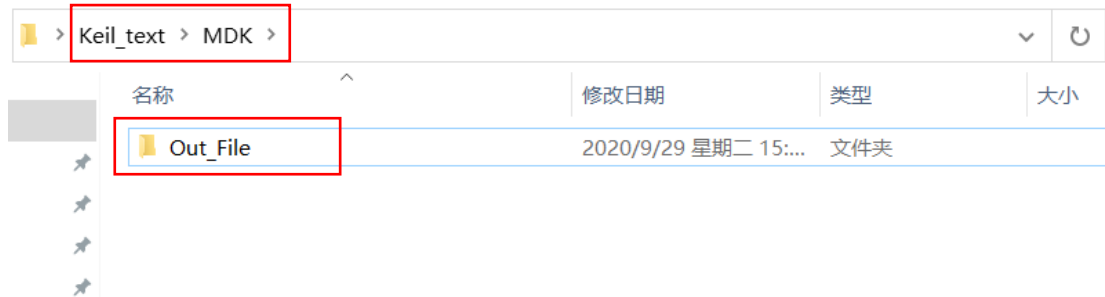 Keil_text > MDK >
名称 修改日期 类型 大小
Out_File 2020/9/29 星期二 15:... 文件夹